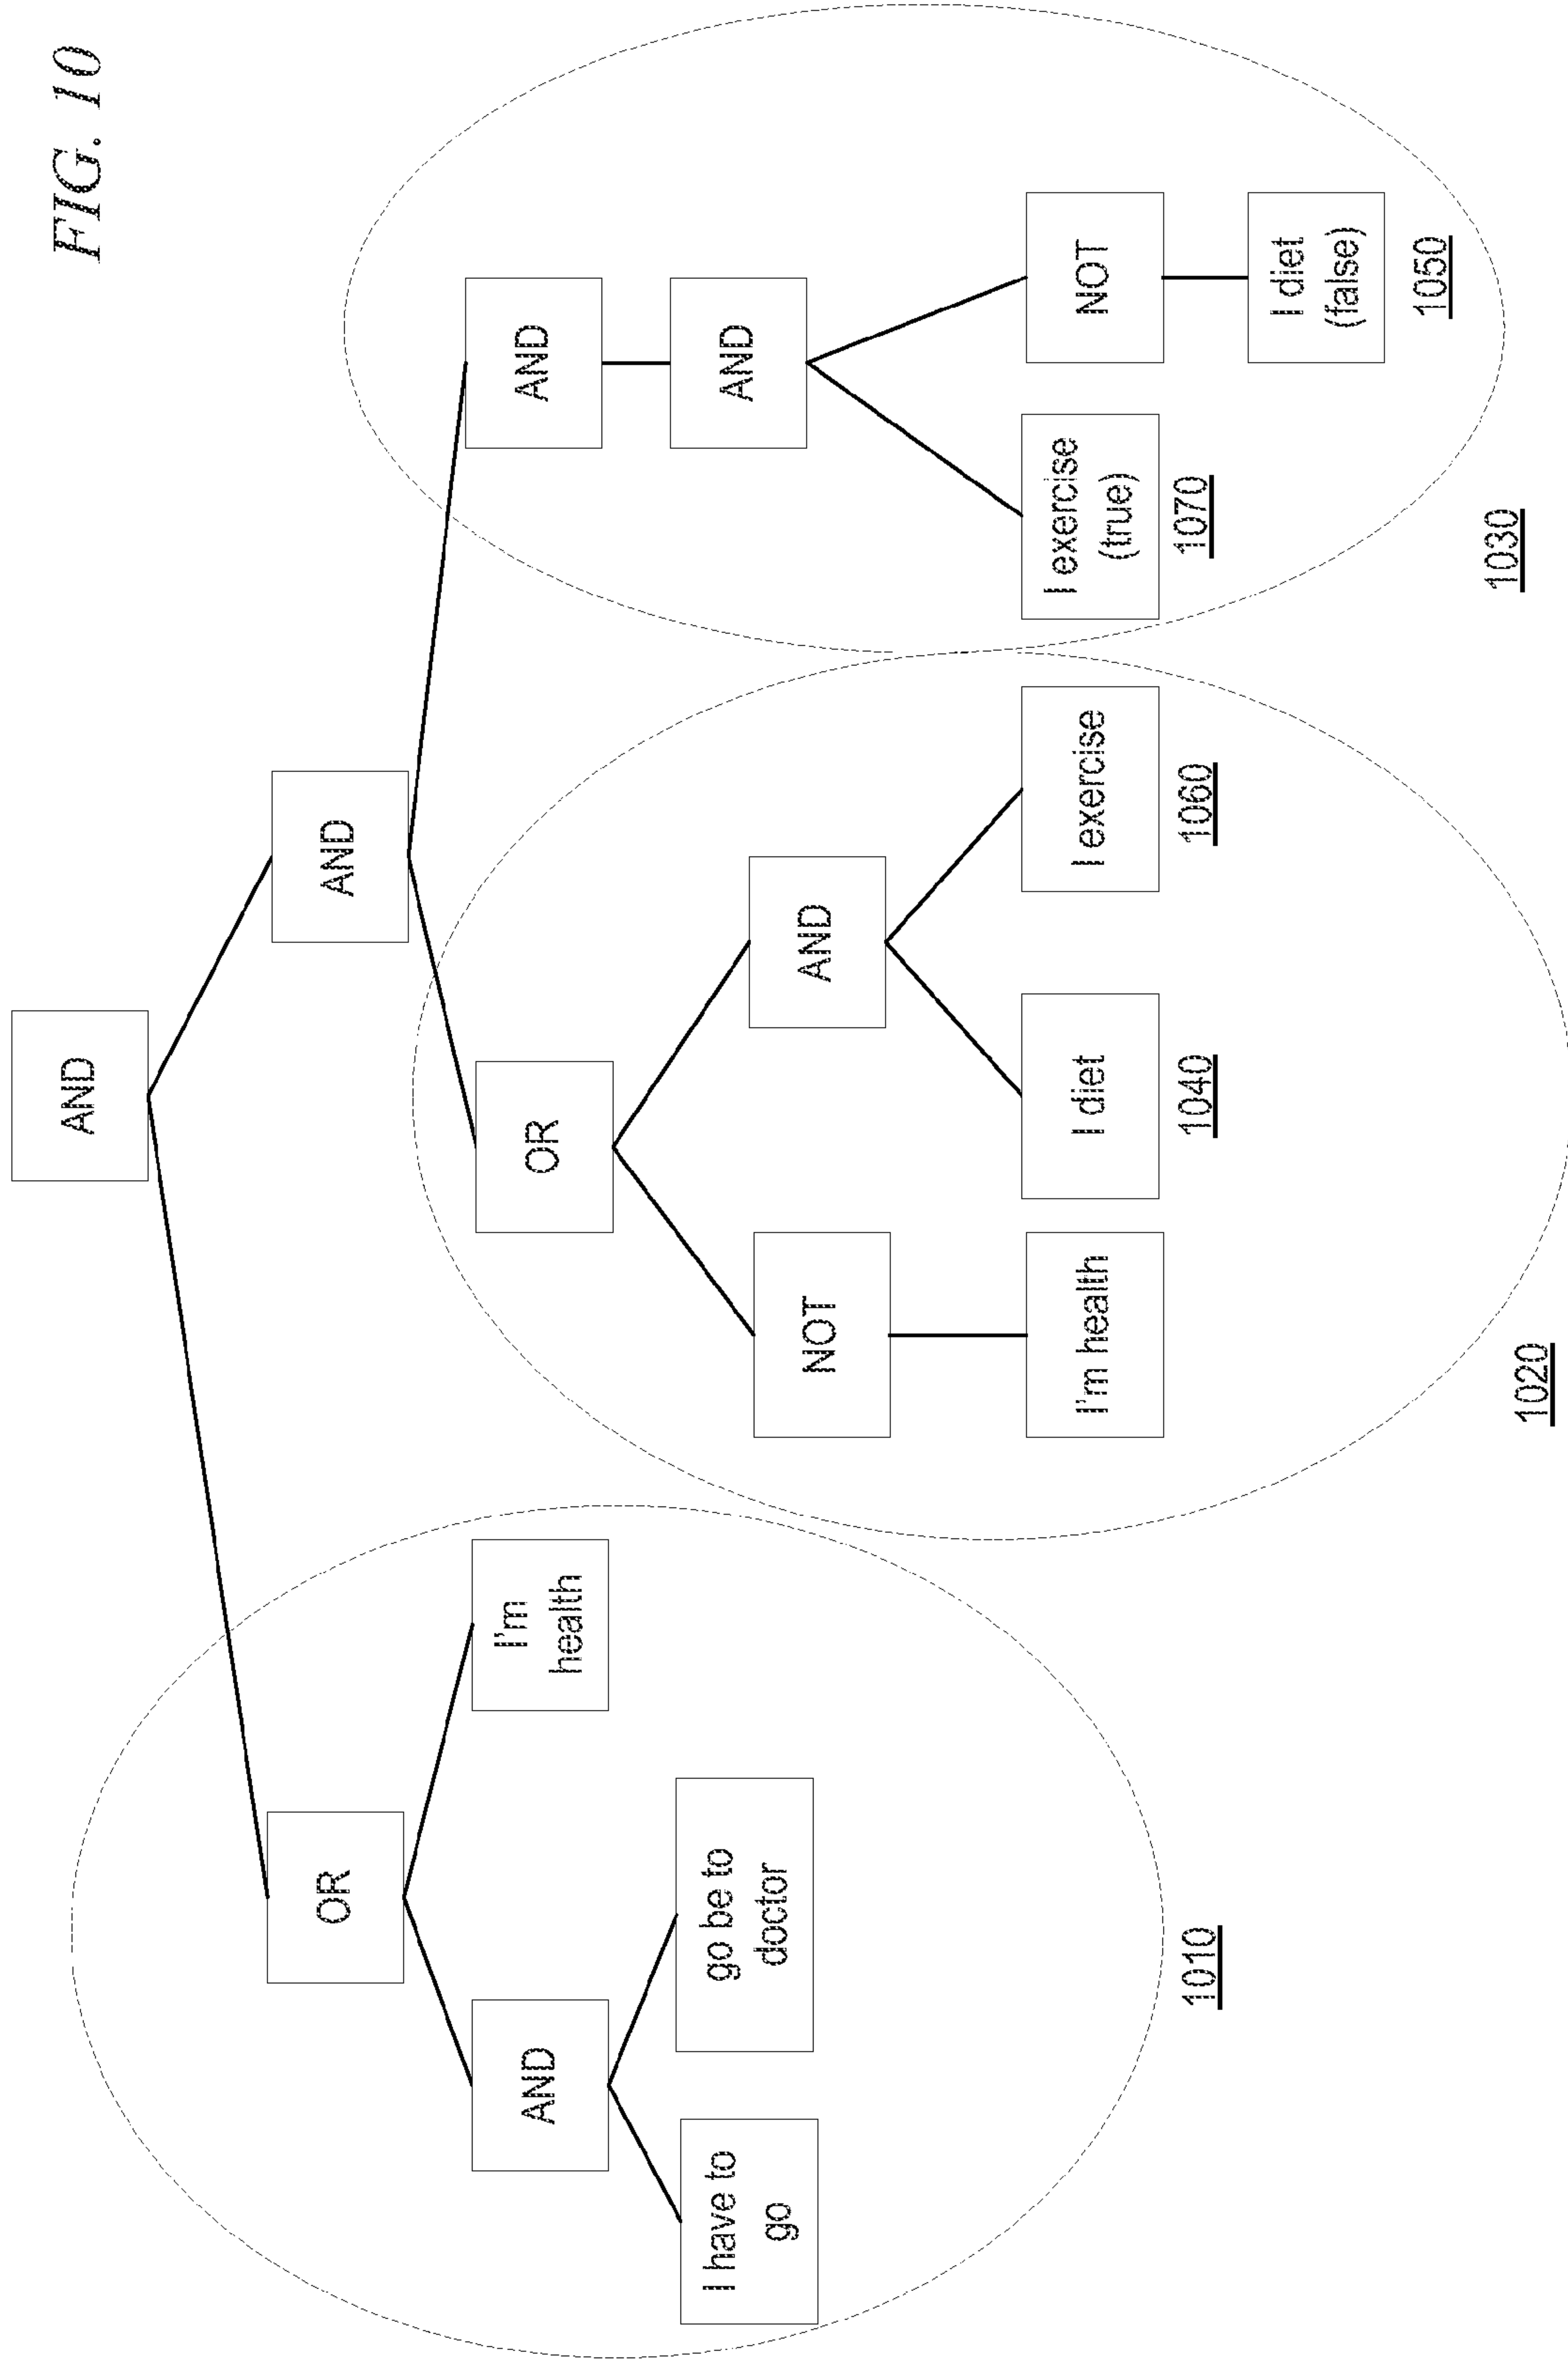 FIG. 10
AND
OR
AND
AND
I'm
health
OR
AND
I have to
go
go be to
doctor
NOT
AND
AND
I'm health
I diet
I exercise
I exercise
(true)
NOT
1010
1040
1060
1070
I diet
(false)
1050
1020
1030